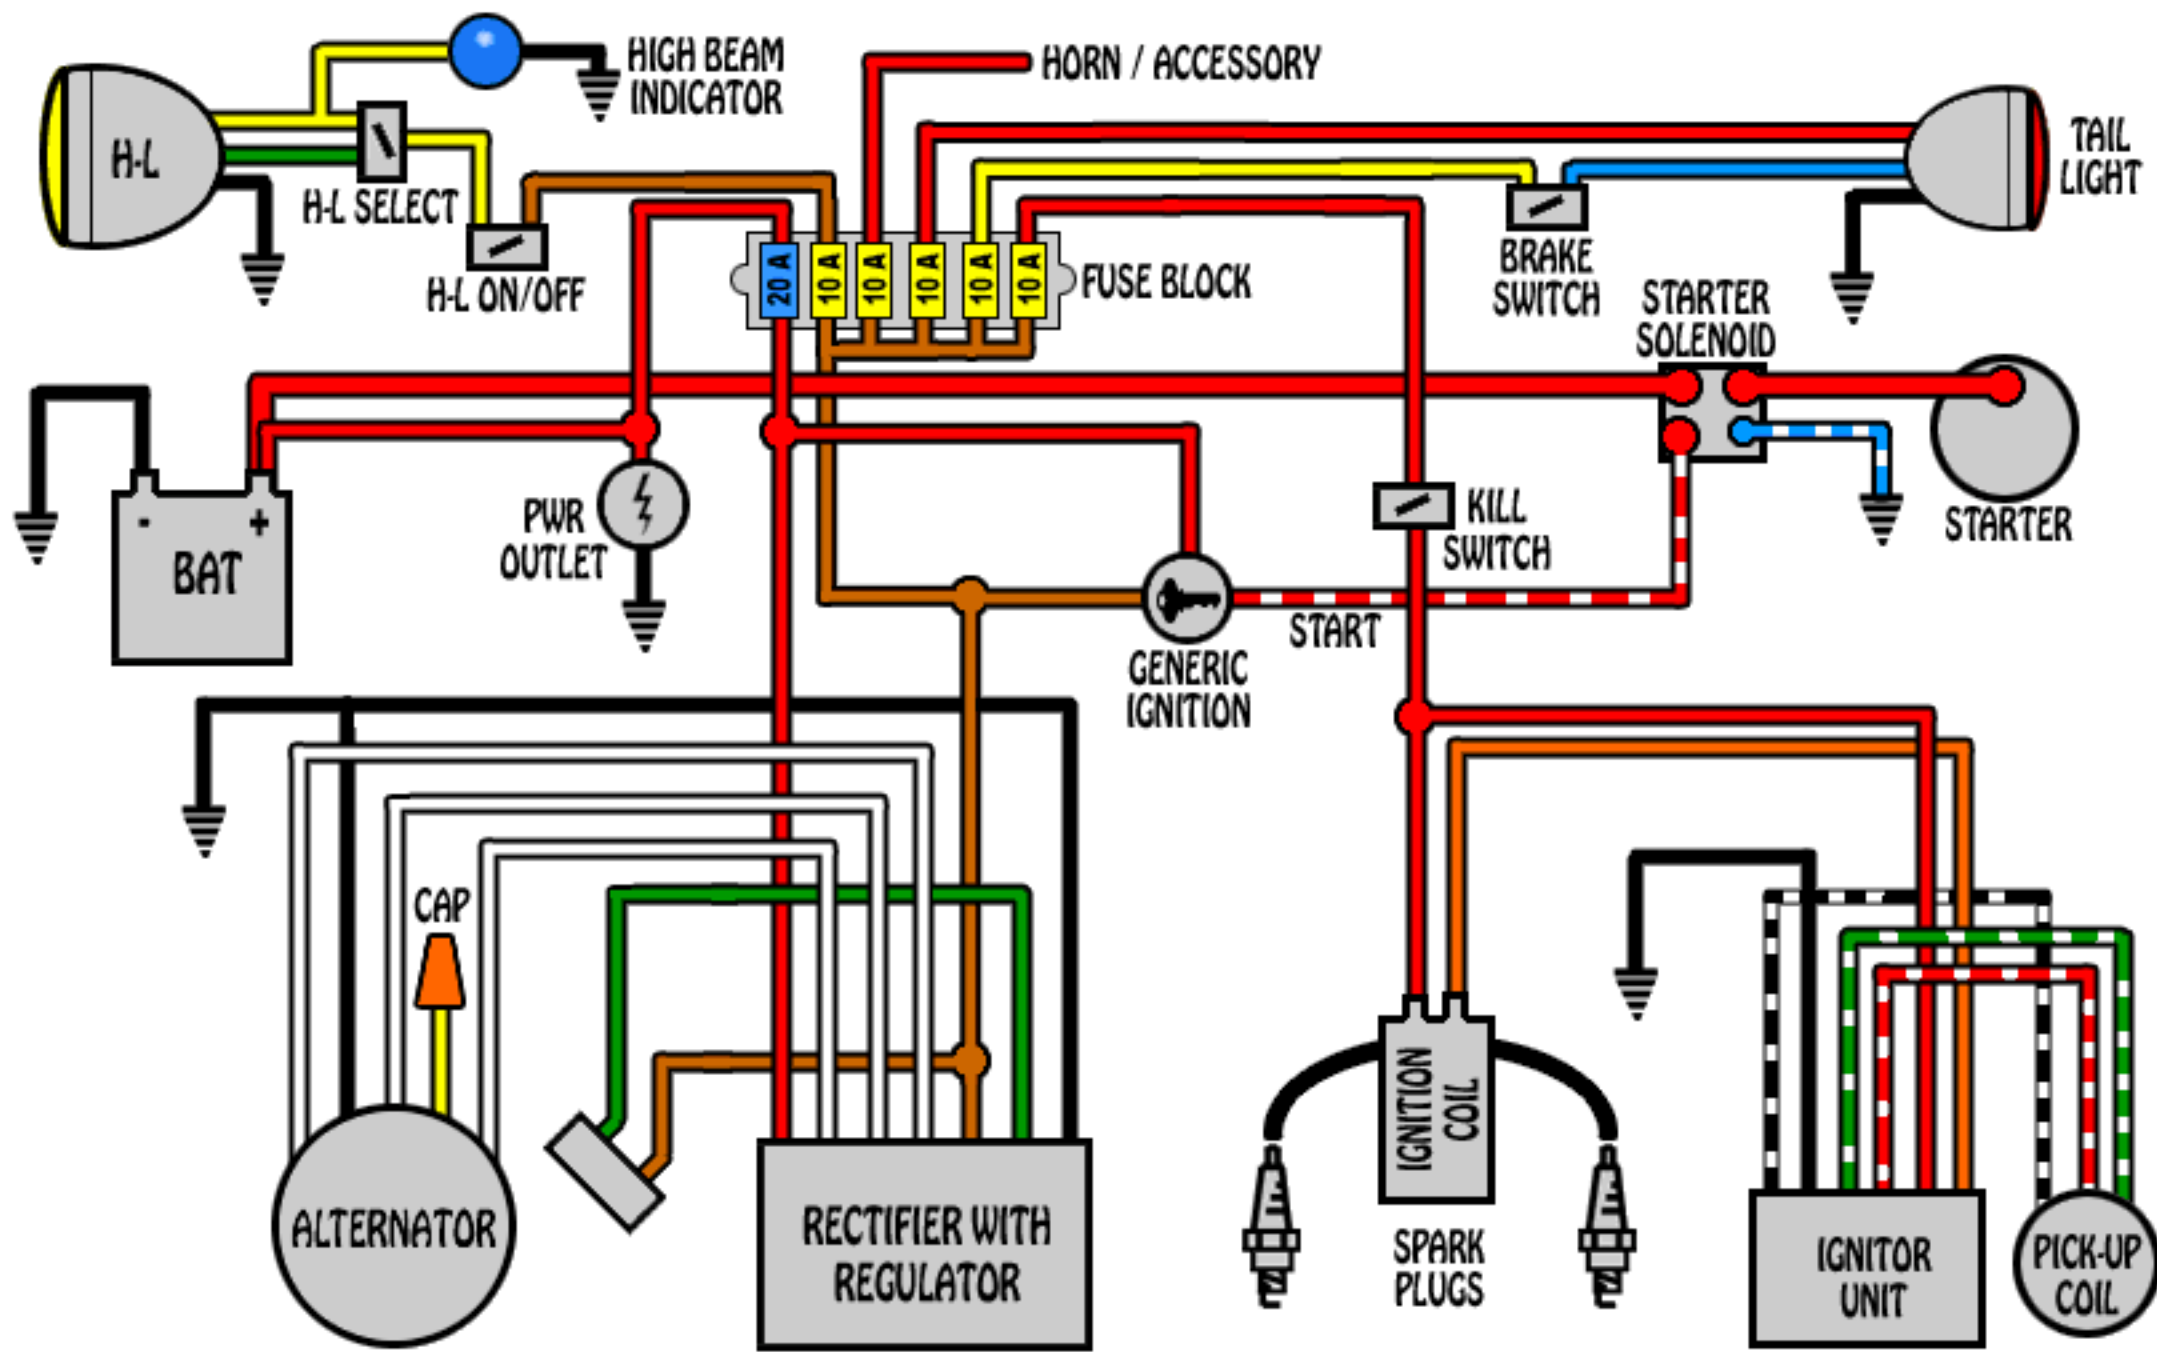 HIGH BEAM
INDICATOR
HORN / ACCESSORY
H-L
TAIL
LIGHT
H-L SELECT
H-L ON/OFF
20 A
10 A
10 A
10 A
10 A
10 A
FUSE BLOCK
BRAKE
SWITCH
STARTER
SOLENOID
- +
BAT
PWR
OUTLET
KILL
SWITCH
STARTER
START
GENERIC
IGNITION
CAP
ALTERNATOR
RECTIFIER WITH
REGULATOR
IGNITION
COIL
SPARK
PLUGS
IGNITOR
UNIT
PICK-UP
COIL